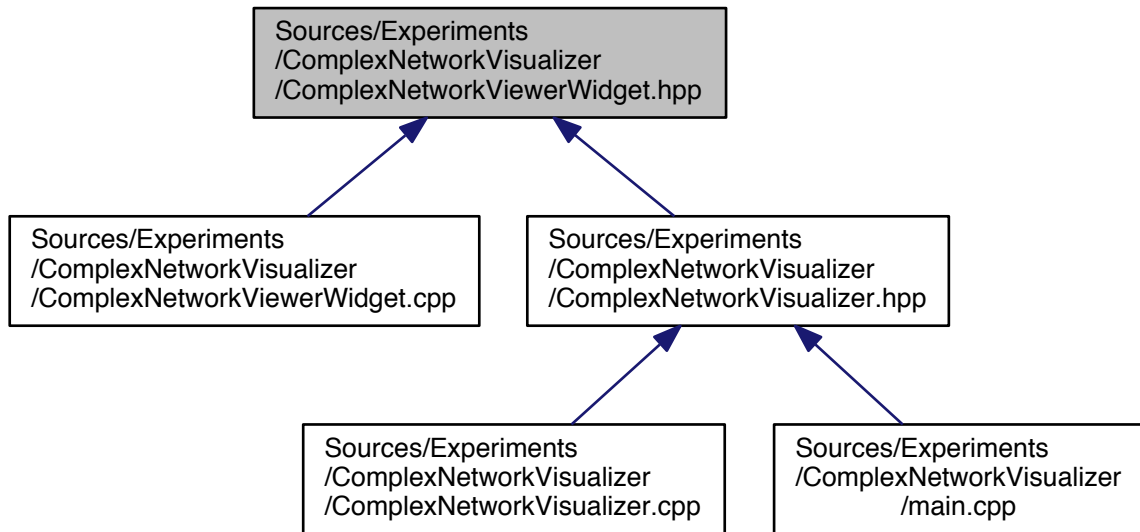 Sources/Experiments
/ComplexNetworkVisualizer
/ComplexNetworkViewerWidget.hpp
Sources/Experiments
/ComplexNetworkVisualizer
/ComplexNetworkViewerWidget.cpp
Sources/Experiments
/ComplexNetworkVisualizer
/ComplexNetworkVisualizer.hpp
Sources/Experiments
/ComplexNetworkVisualizer
/ComplexNetworkVisualizer.cpp
Sources/Experiments
/ComplexNetworkVisualizer
/main.cpp